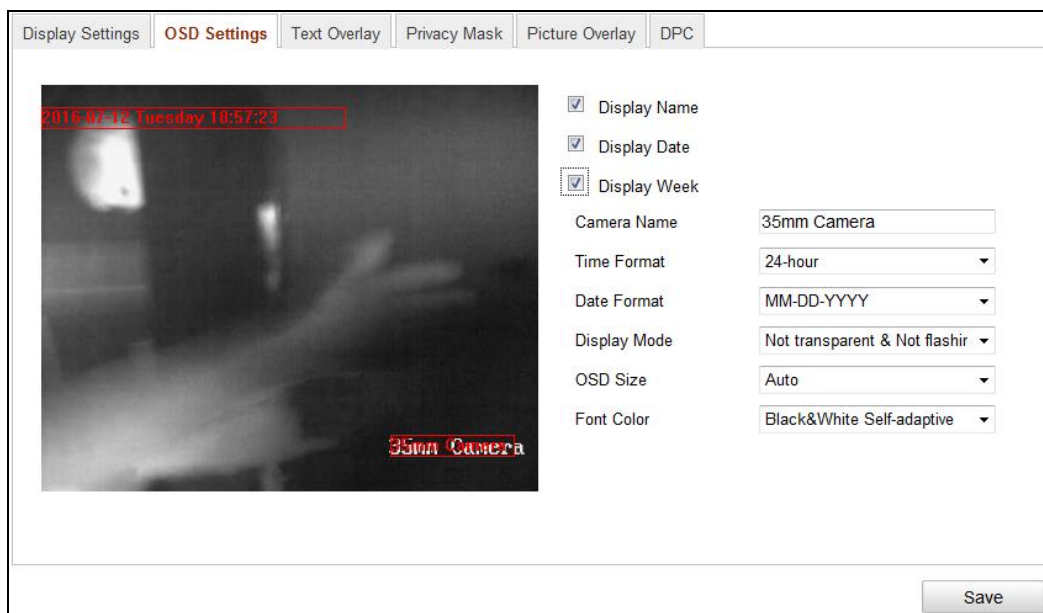 Display Settings OSD Settings Text Overlay Privacy Mask Picture Overlay DPC
2016-07-12 Tuesday 18:57:23
Display Name
Display Date
Display Week
Camera Name 35mm Camera
Time Format 24-hour
Date Format MM-DD-YYYY
Display Mode Not transparent & Not flashin
OSD Size Auto
Font Color Black&White Self-adaptive
35mm Camera
Save